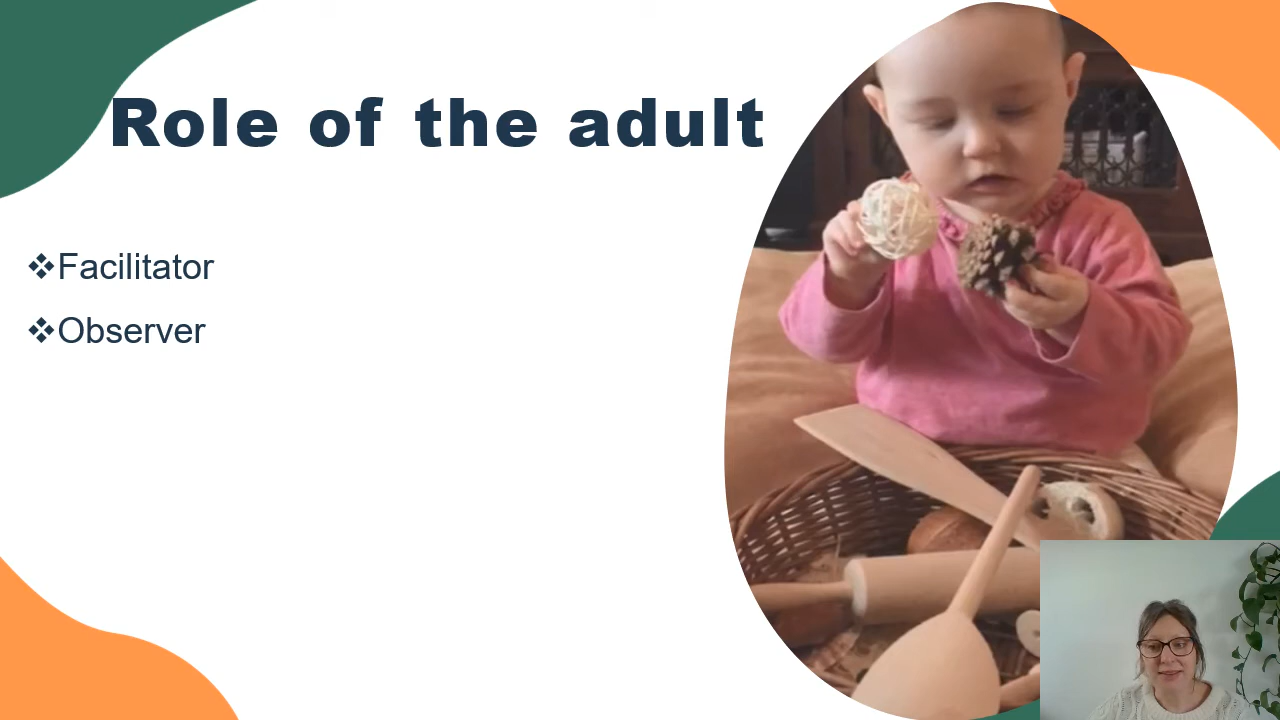 Role of the adult
❖Facilitator
❖Observer